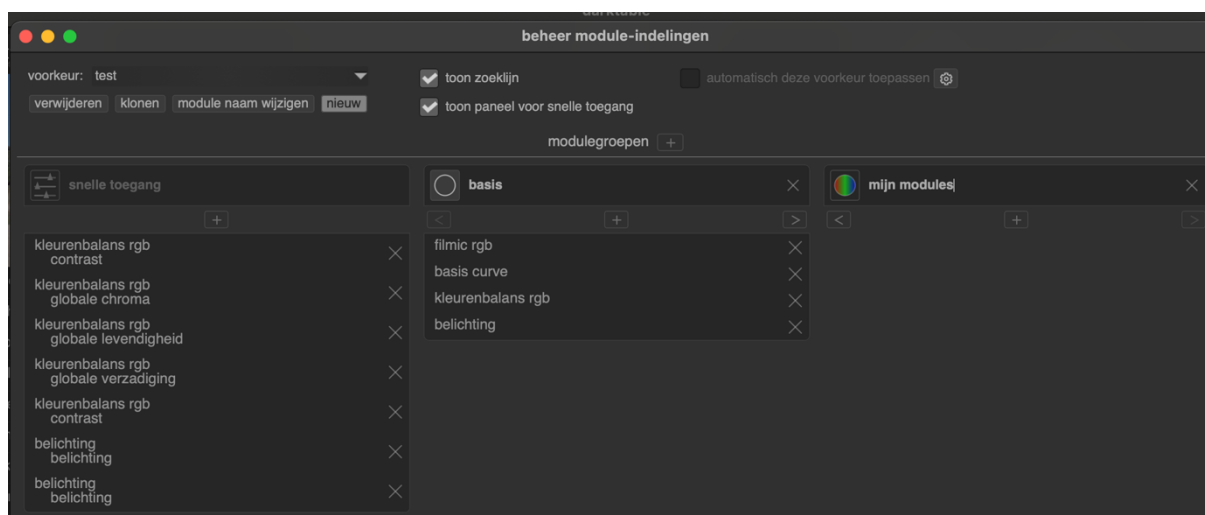 darktable
beheer module-indelingen
voorkeur: test
toon zoeklijn
automatisch deze voorkeur toepassen
verwijderen klonen module naam wijzigen nieuw
toon paneel voor snelle toegang
modulegroepen +
snelle toegang
+
kleurenbalans rgb
contrast
kleurenbalans rgb
globale chroma
kleurenbalans rgb
globale levendigheid
kleurenbalans rgb
globale verzadiging
kleurenbalans rgb
contrast
belichting
belichting
belichting
belichting
basis
< + >
filmic rgb
basis curve
kleurenbalans rgb
belichting
mijn modules
< + >